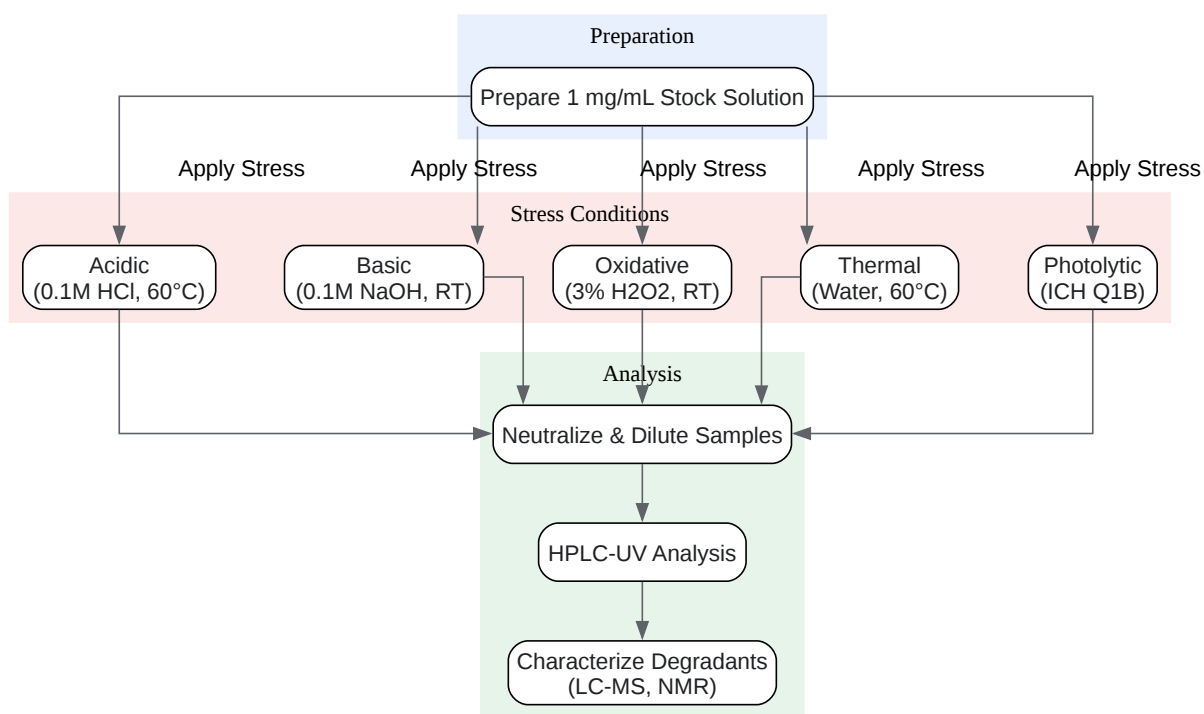 Preparation
Prepare 1 mg/mL Stock Solution
Apply Stress
Apply Stress
Apply Stress
Apply Stress
Apply Stress
Stress Conditions
Acidic
(0.1M HCl, 60°C)
Basic
(0.1M NaOH, RT)
Oxidative
(3% H2O2, RT)
Thermal
(Water, 60°C)
Photolytic
(ICH Q1B)
Analysis
Neutralize & Dilute Samples
HPLC-UV Analysis
Characterize Degradants
(LC-MS, NMR)